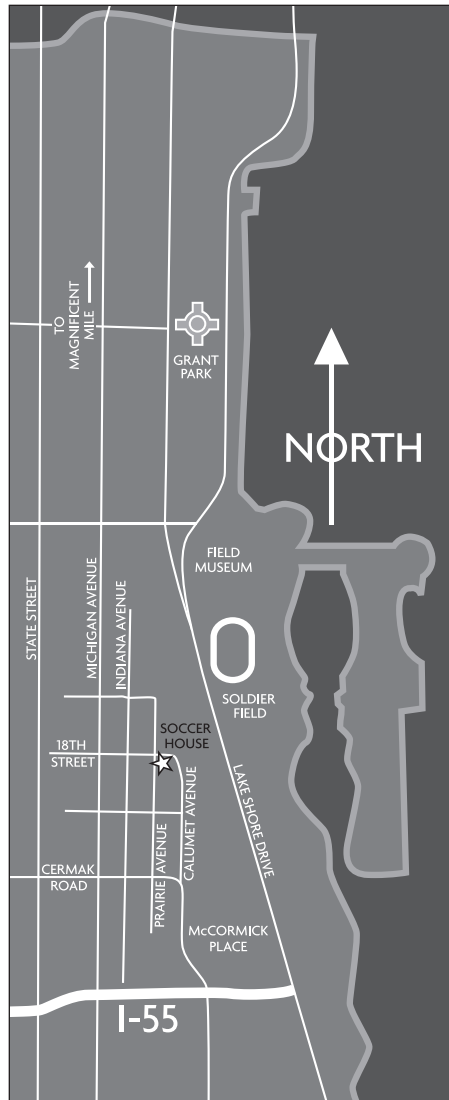 TO
MAGNIFICENT
MILE
GRANT
PARK
NORTH
FIELD
MUSEUM
STATE STREET
MICHIGAN AVENUE
INDIANA AVENUE
SOLDIER
FIELD
SOCCER
HOUSE
18TH
STREET
LAKE SHORE DRIVE
CALUMET AVENUE
PRAIRIE AVENUE
CERMAK
ROAD
McCORMICK
PLACE
I-55